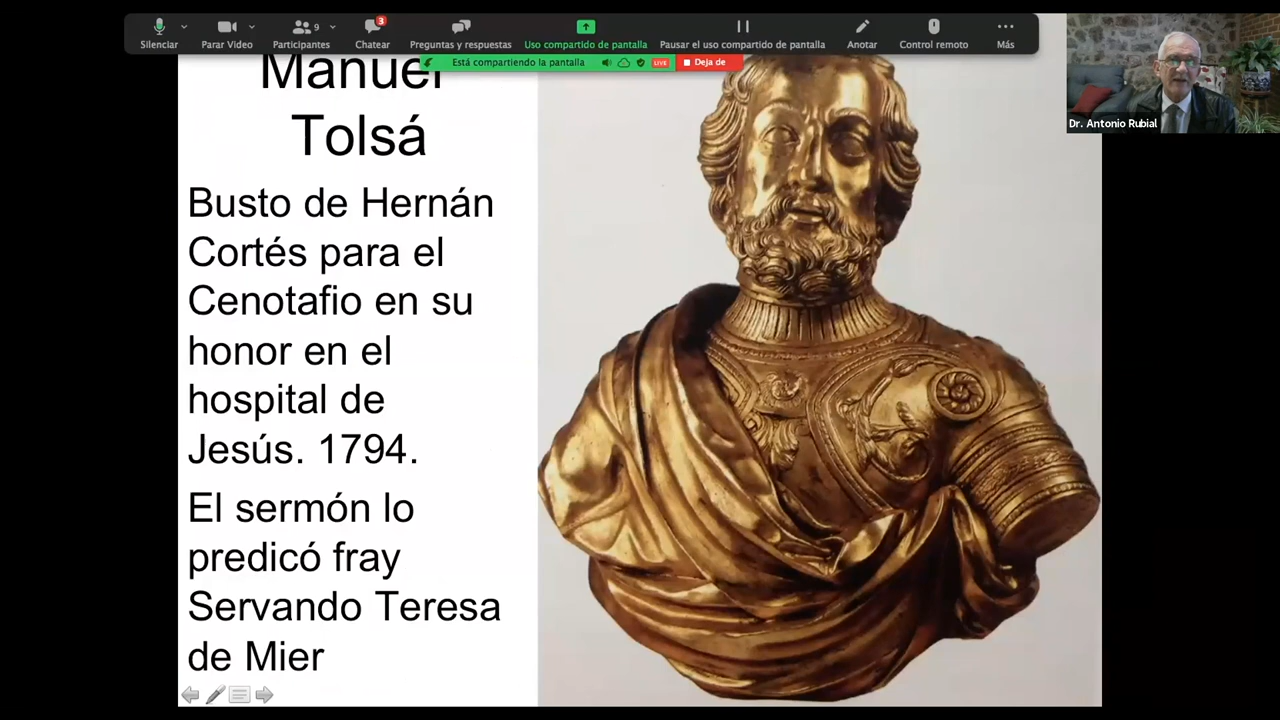 9
3
Silenciar
Parar Video
Participantes
Chatear
Preguntas y respuestas
Uso compartido de pantalla
Pausar el uso compartido de pantalla
Anotar
Control remoto
Más
Está compartiendo la pantalla
LIVE
Deja de
Dr. Antonio Rubial
Manuel
Tolsá
Busto de Hernán
Cortés para el
Cenotafio en su
honor en el
hospital de
Jesús. 1794.
El sermón lo
predicó fray
Servando Teresa
de Mier